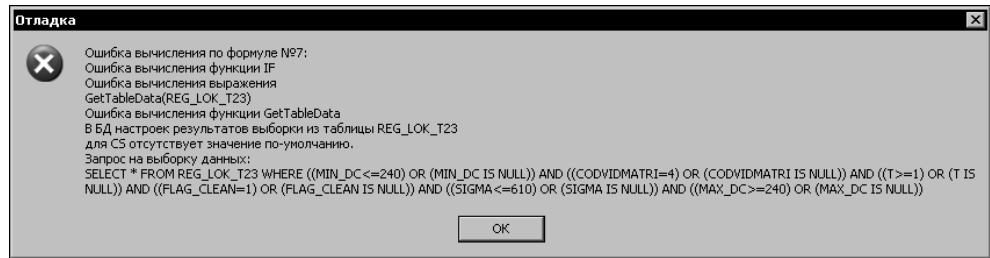 Отладка
Ошибка вычисления по формуле №7:
Ошибка вычисления функции IF
Ошибка вычисления выражения
GetTableData(REG_LOK_T23)
Ошибка вычисления функции GetTableData
В БД настроек результатов выборки из таблицы REG_LOK_T23
для CS отсутствует значение по-умолчанию.
Запрос на выборку данных:
SELECT * FROM REG_LOK_T23 WHERE ((MIN_DC<=240) OR (MIN_DC IS NULL)) AND ((CODVIDMATRI=4) OR (CODVIDMATRI IS NULL)) AND ((T>=1) OR (T IS
NULL)) AND ((FLAG_CLEAN=1) OR (FLAG_CLEAN IS NULL)) AND ((SIGMA<=610) OR (SIGMA IS NULL)) AND ((MAX_DC>=240) OR (MAX_DC IS NULL))
OK